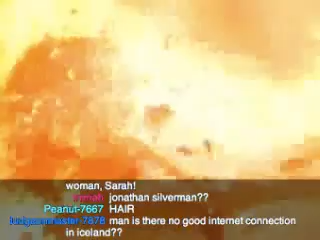 woman, Sarah!
jonathan silverman??
Peanut-7667 HAIR
man is there no good internet connection
in iceland??